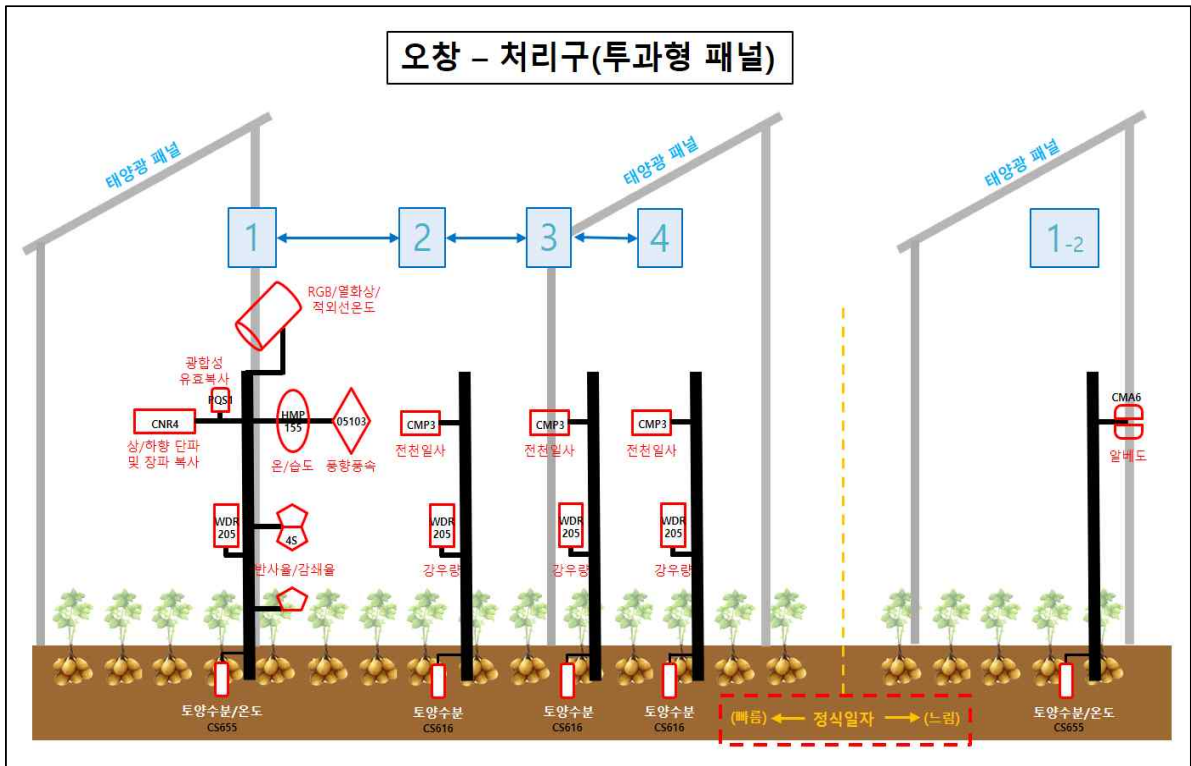 오창 – 처리구(투과형 패널)
태양광 패널
태양광 패널
태양광 패널
1
2
3
4
1-2
RGB/열화상/
적외선온도
광합성
유효복사
PQS1
CNR4
HMP
155
05103
상/하향 단파
및 장파 복사
온/습도
풍향풍속
CMP3
전천일사
CMP3
전천일사
CMP3
전천일사
CMA6
알베도
WDR
205
4S
반사율/감쇄율
WDR
205
강우량
WDR
205
강우량
WDR
205
강우량
토양수분/온도
CS655
토양수분
CS616
토양수분
CS616
토양수분
CS616
(빠름) 정식일자 (느림)
토양수분/온도
CS655